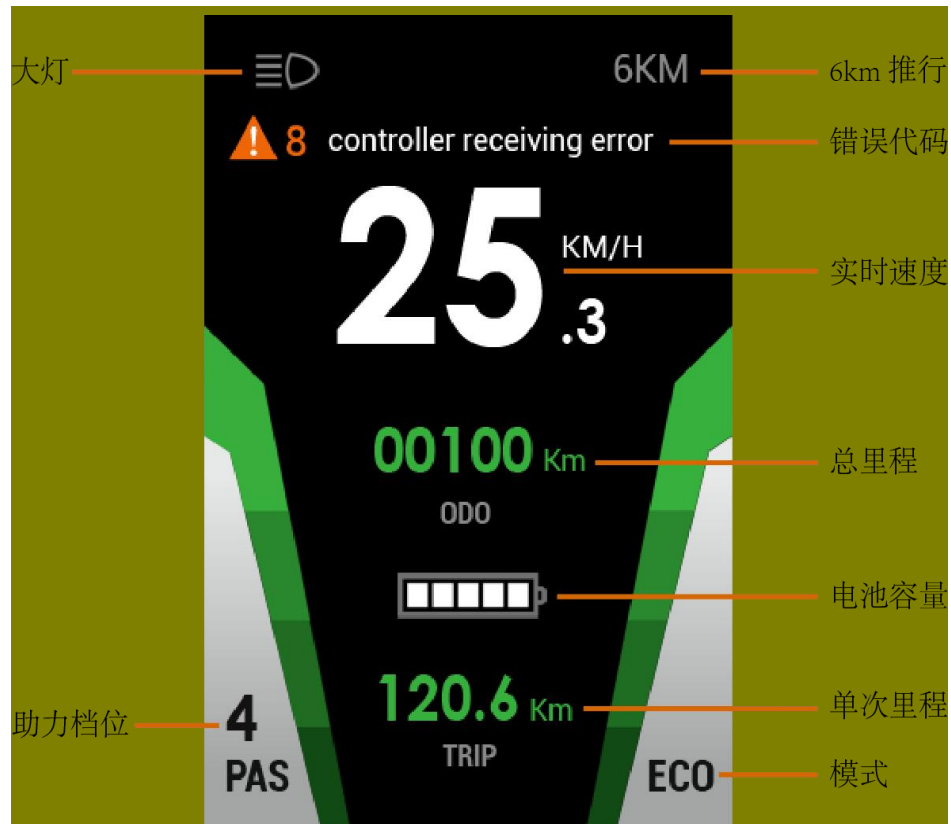 大灯
6KM
6km 推行
8 controller receiving error
错误代码
25.3 KM/H
实时速度
00100 Km
总里程
ODO
电池容量
120.6 Km
单次里程
助力档位
4
TRIP
模式
PAS
ECO